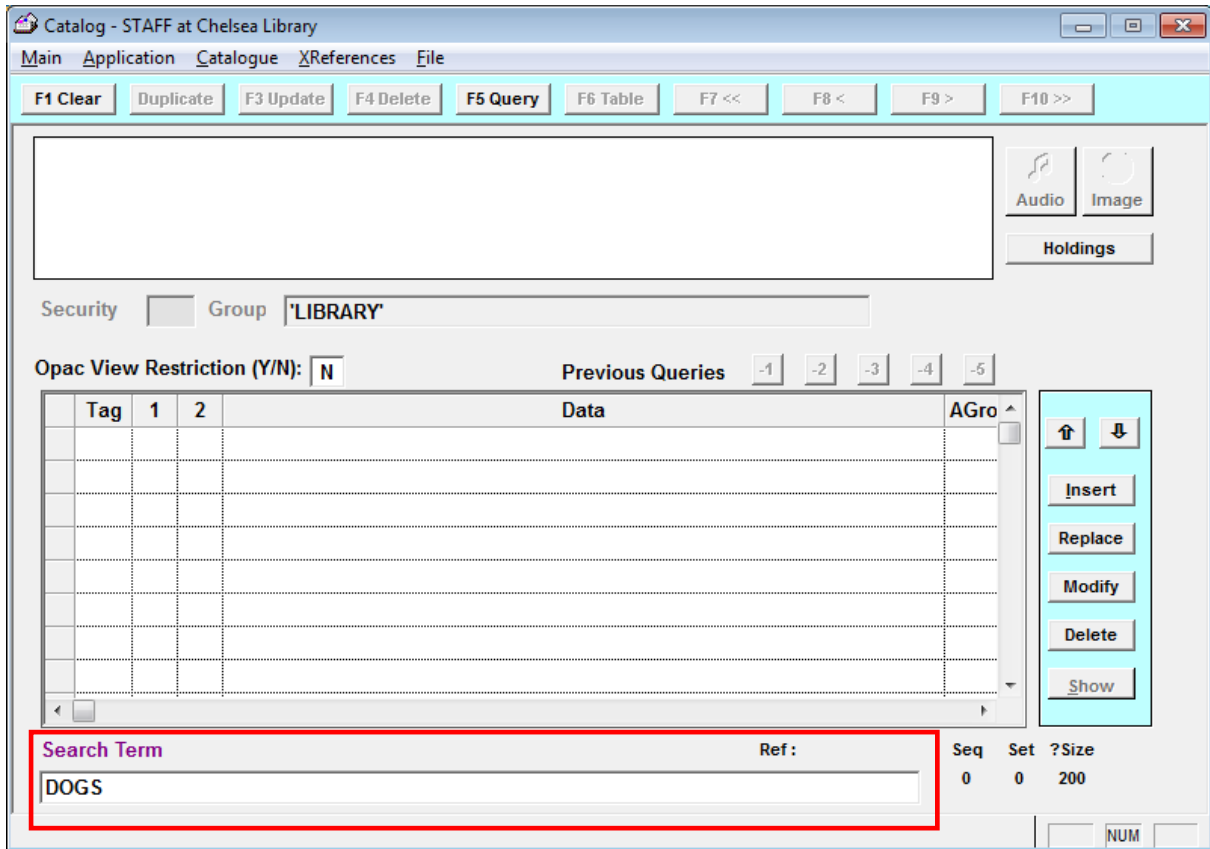 Catalog - STAFF at Chelsea Library
Main Application Catalogue XReferences File
F1 Clear Duplicate F3 Update F4 Delete F5 Query F6 Table F7 << F8 < F9 > F10 >>
Audio Image
Holdings
Security Group 'LIBRARY'
Opac View Restriction (Y/N): N Previous Queries -1 -2 -3 -4 -5
Tag 1 2 Data AGro
Insert
Replace
Modify
Delete
Show
Search Term Ref : Seq Set ?Size
DOGS 0 0 200
NUM